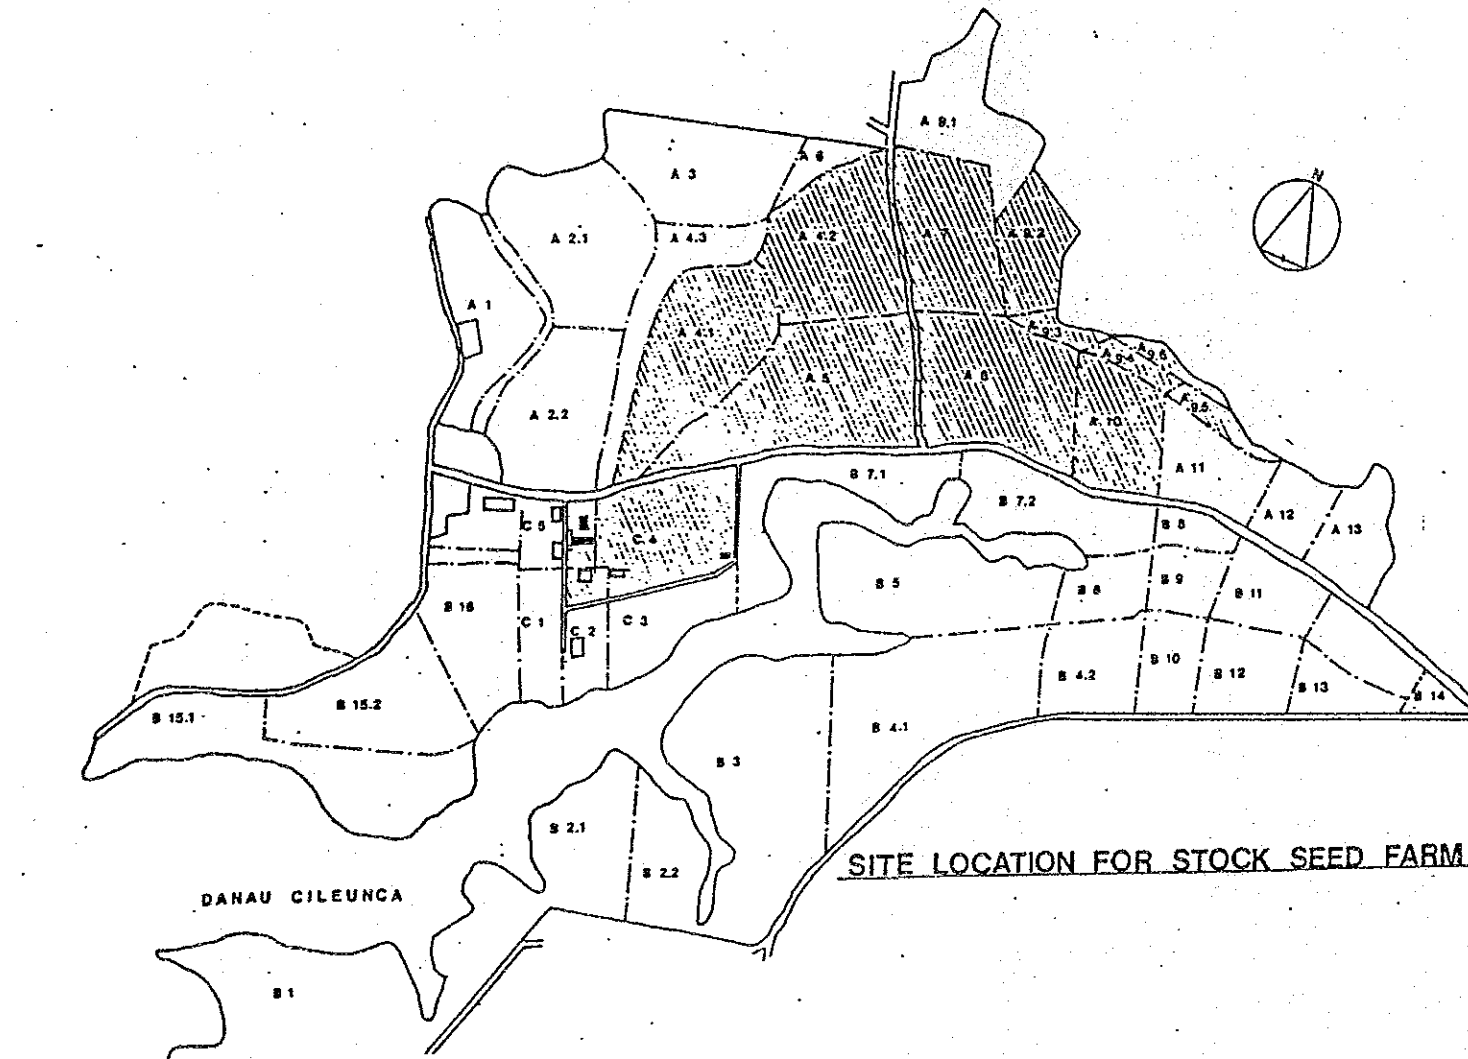 N
A 9.1
A 6
A 3
A 2.1
A 4.3
A 4.2
A 7
A 9.2
A 1
A 4.1
A 9.3
A 9.4
A 9.6
A 5
A 8
A 9.5
A 2.2
A 10
A 11
B 7.1
B 7.2
A 12
A 13
C 5
C 4
B 8
B 5
B 6
B 9
B 11
B 16
C 1
C 2
C 3
B 15.1
B 15.2
B 4.2
B 10
B 12
B 13
B 14
B 4.1
B 3
B 2.1
B 2.2
SITE LOCATION FOR STOCK SEED FARM
DANAU CILEUNCA
B 1